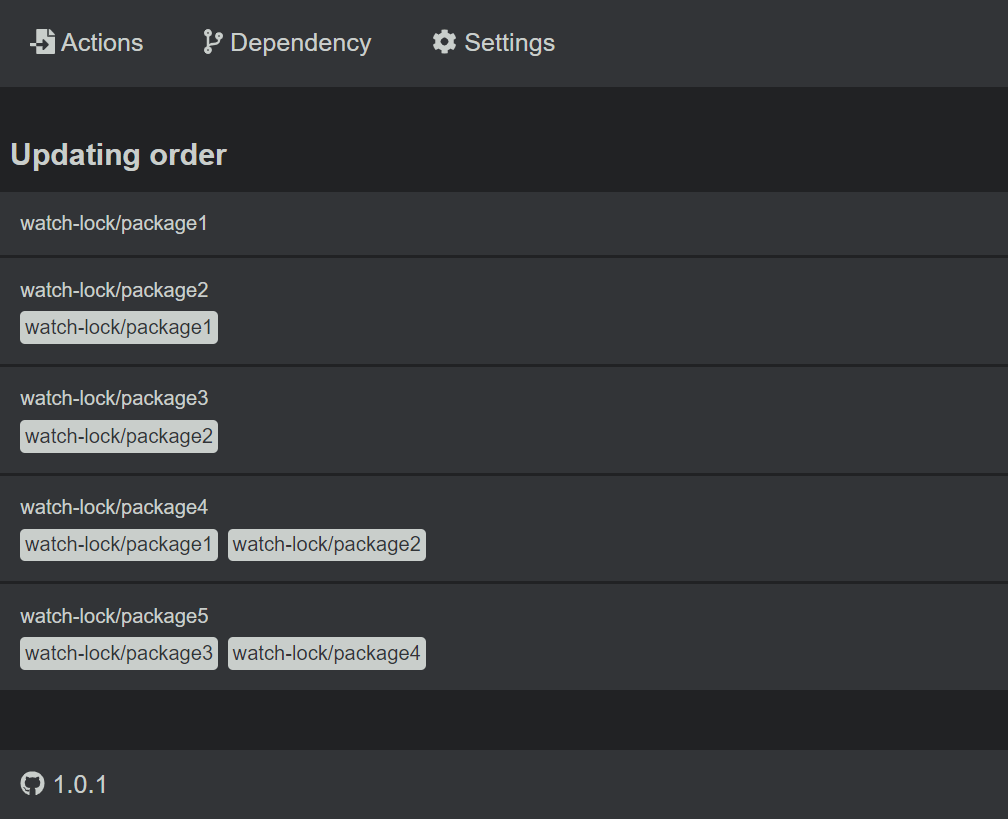 Actions Dependency Settings
Updating order
watch-lock/package1
watch-lock/package2
watch-lock/package1
watch-lock/package3
watch-lock/package2
watch-lock/package4
watch-lock/package1 watch-lock/package2
watch-lock/package5
watch-lock/package3 watch-lock/package4
1.0.1